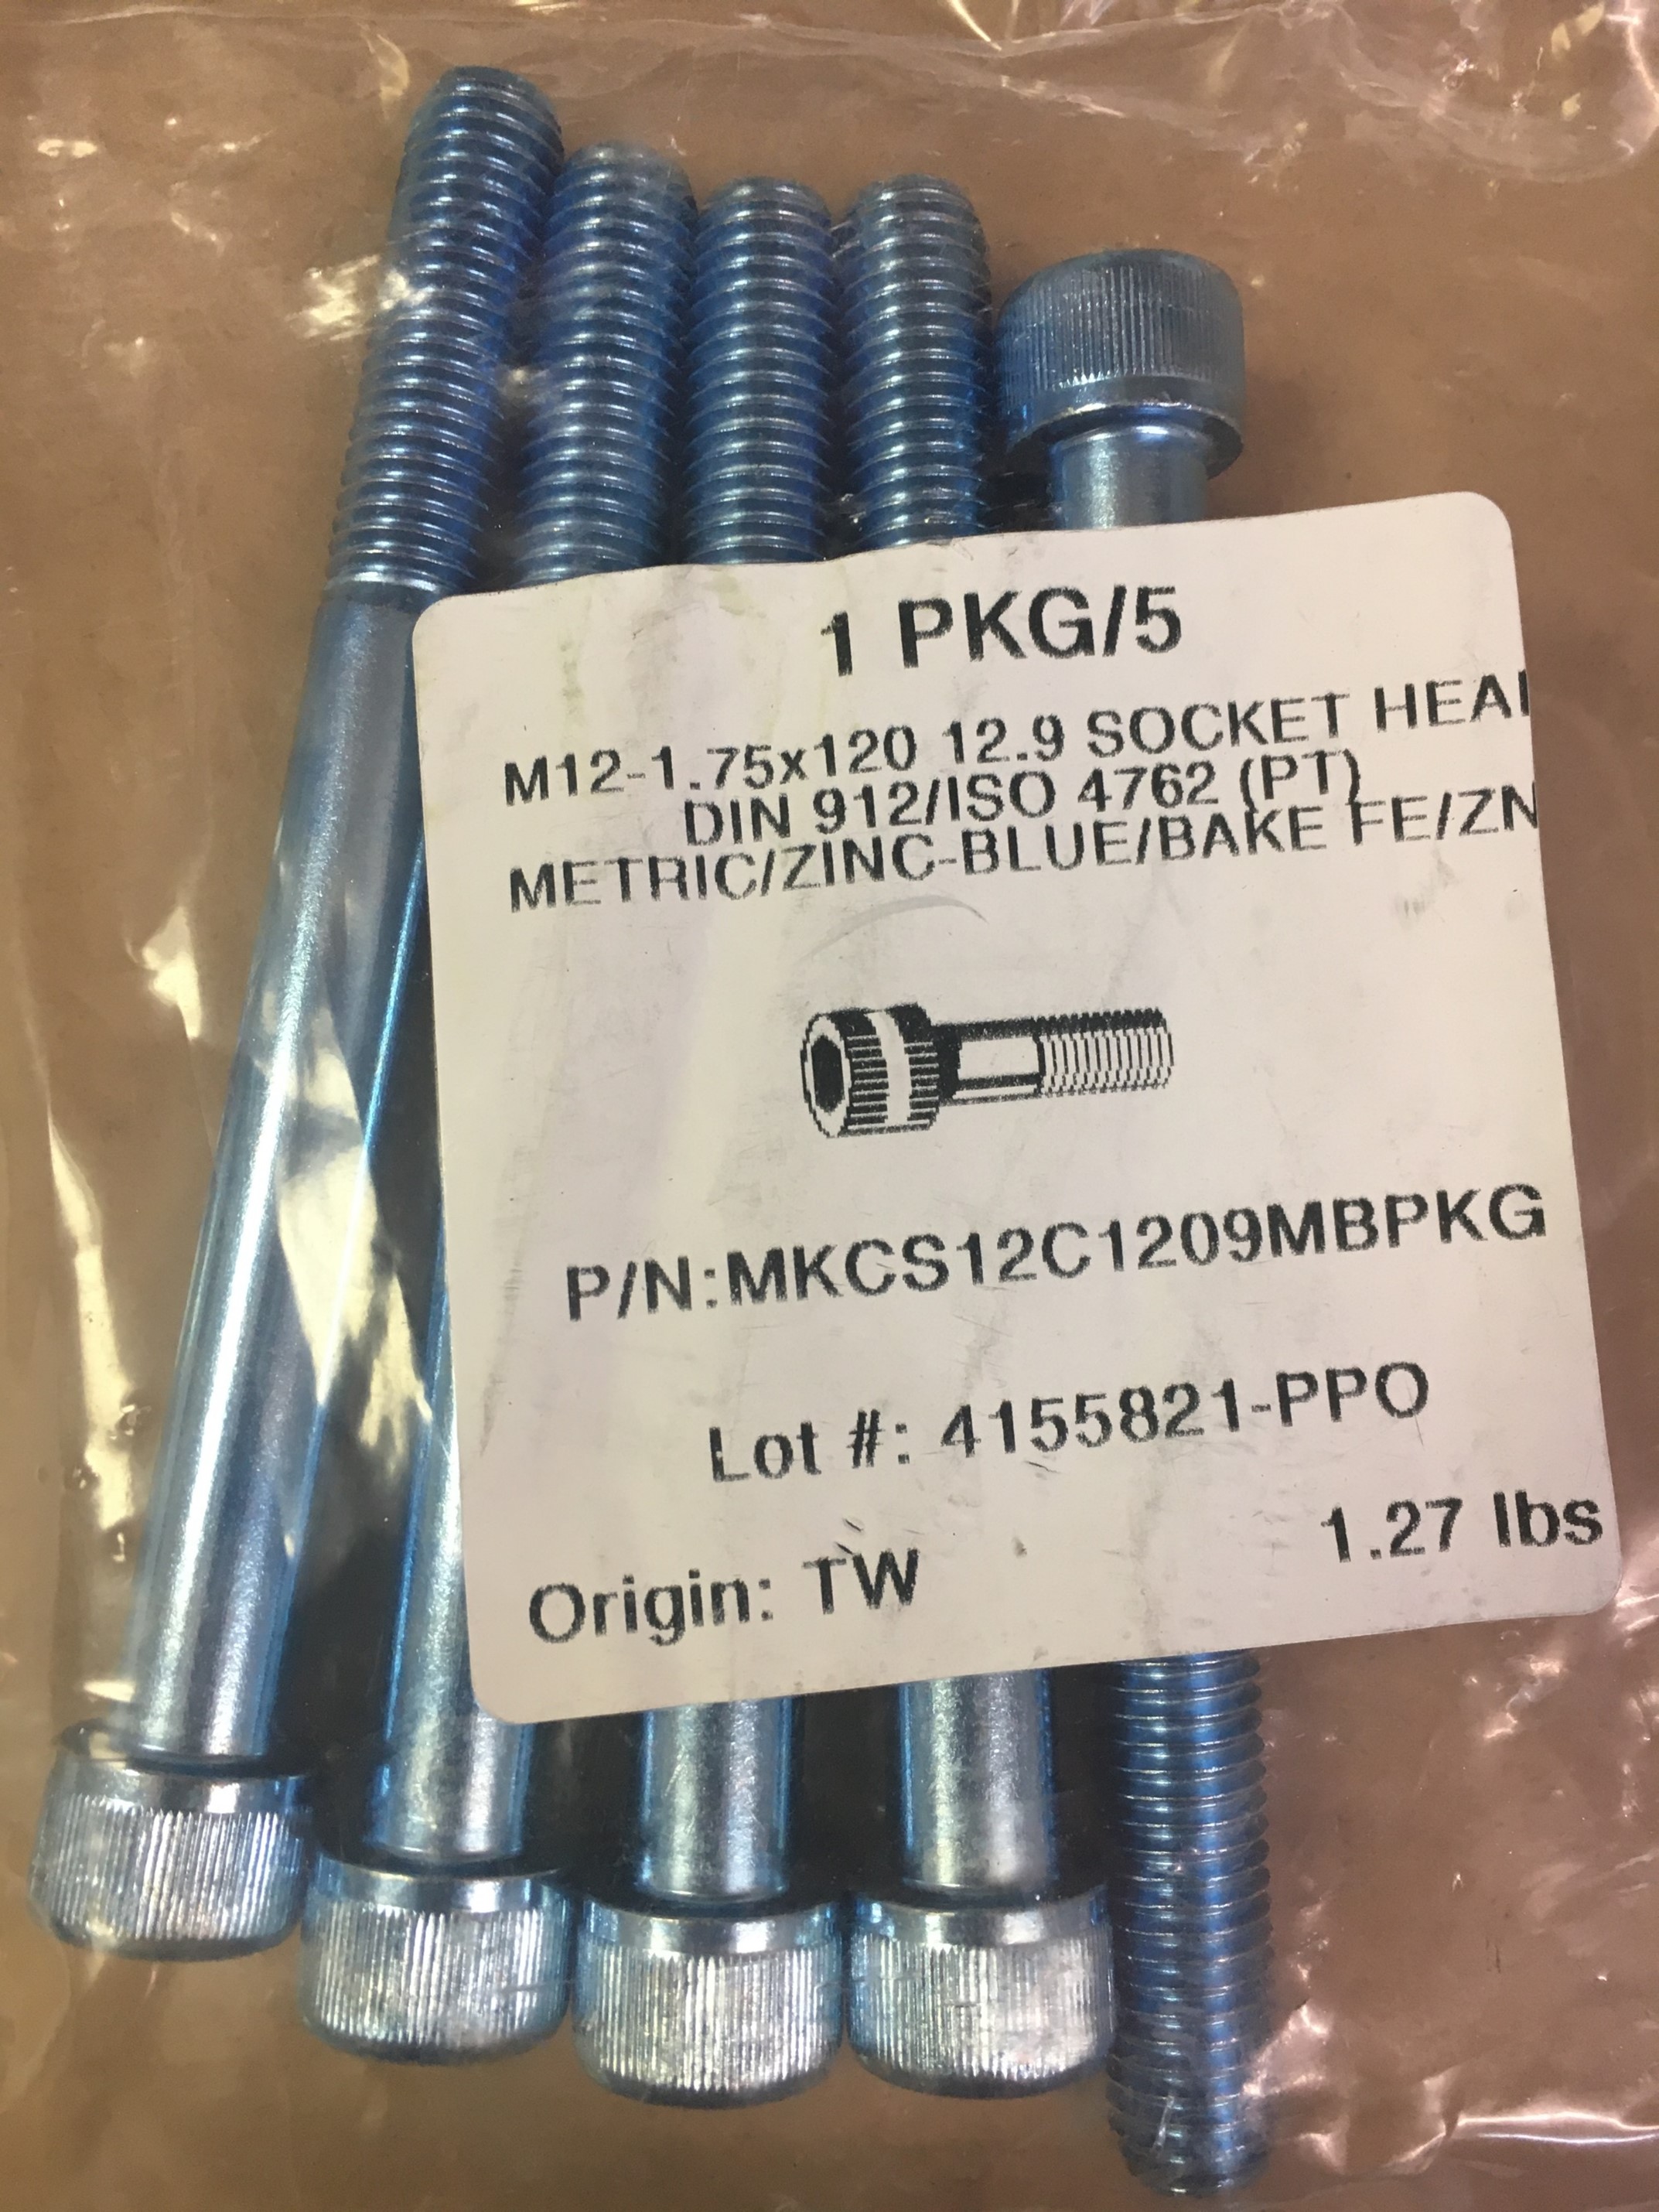 1 PKG/5
M12-1.75x120 12.9 SOCKET HEA
DIN 912/ISO 4762 (PT)
METRIC/ZINC-BLUE/BAKE FE/ZN
P/N:MKCS12C1209MBPKG
Lot #: 4155821-PPO
Origin: TW
1.27 lbs